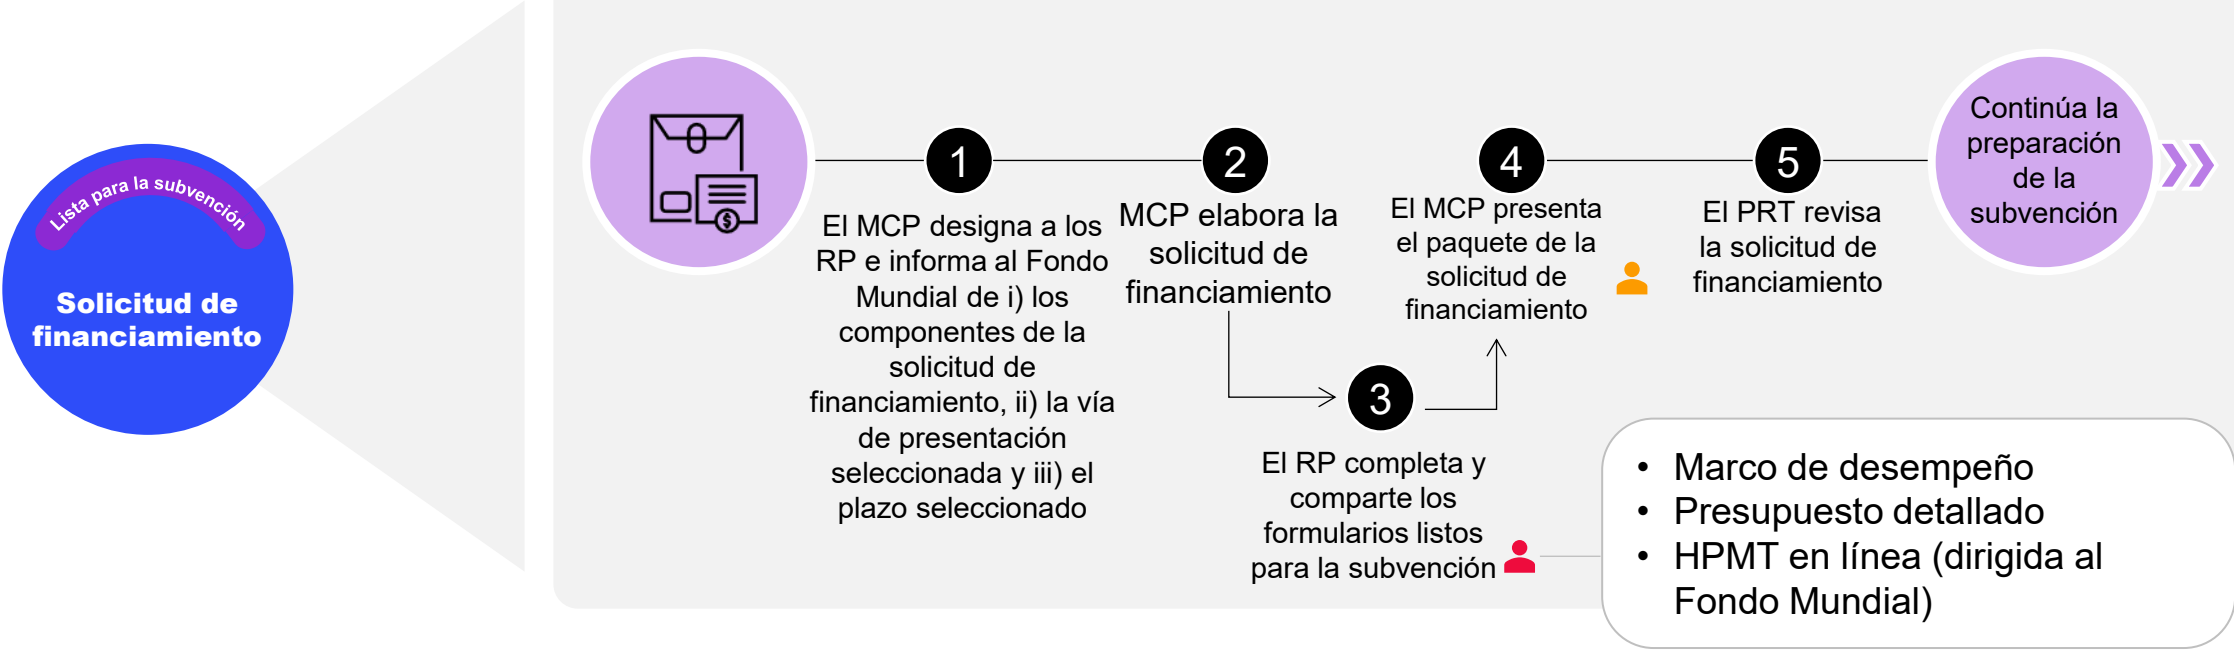 Lista para la subvención
Solicitud de
financiamiento
1
El MCP designa a los
RP e informa al Fondo
Mundial de i) los
componentes de la
solicitud de
financiamiento, ii) la vía
de presentación
seleccionada y iii) el
plazo seleccionado
2
MCP elabora la
solicitud de
financiamiento
3
El RP completa y
comparte los
formularios listos
para la subvención
4
El MCP presenta
el paquete de la
solicitud de
financiamiento
5
El PRT revisa
la solicitud de
financiamiento
Continúa la
preparación
de la
subvención
• Marco de desempeño
• Presupuesto detallado
• HPMT en línea (dirigida al
Fondo Mundial)
$